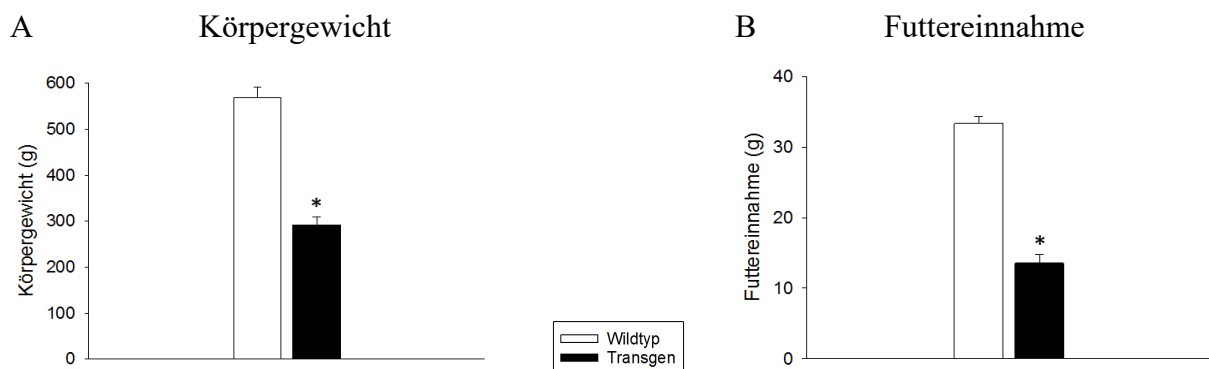 A Körpergewicht
600
500
400
300
200
100
0
Körpergewicht (g)
*
Wildtyp
Transgen
B Futtereinnahme
40
30
20
10
0
Futtereinnahme (g)
*